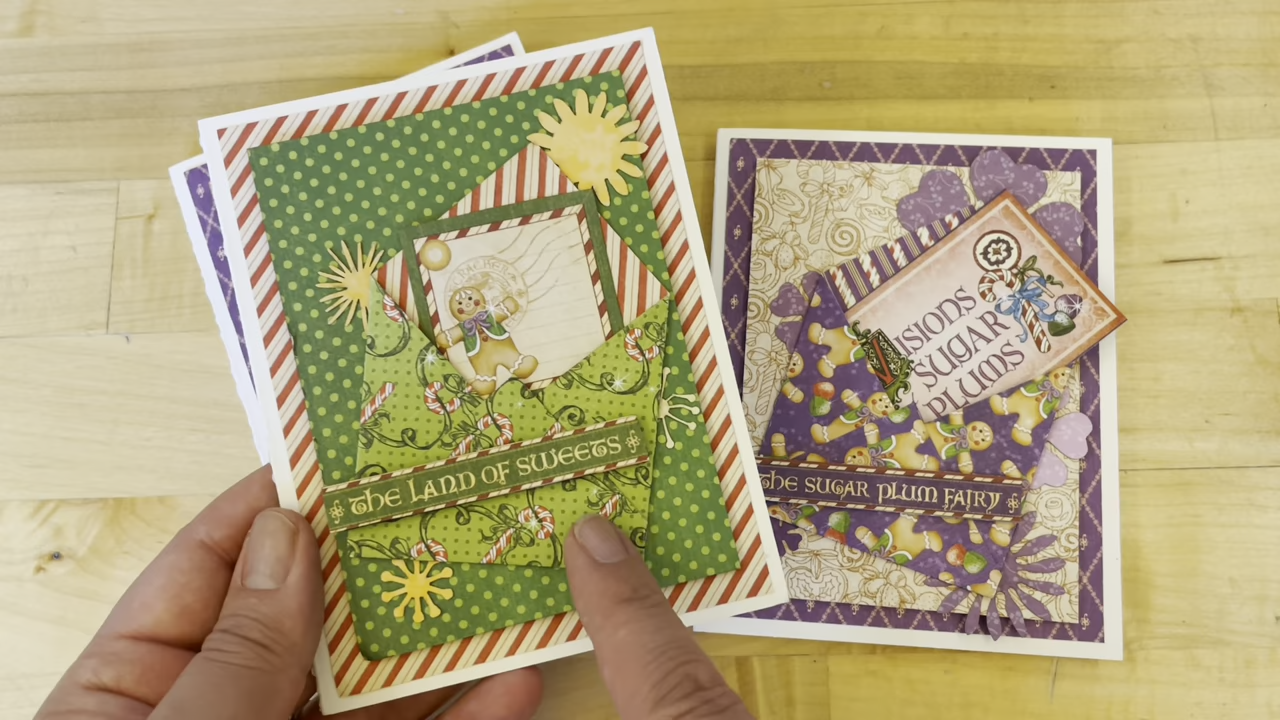 THE LAND OF SWEETS
VISIONS
SUGAR
PLUMS
THE SUGAR PLUM FAIRY